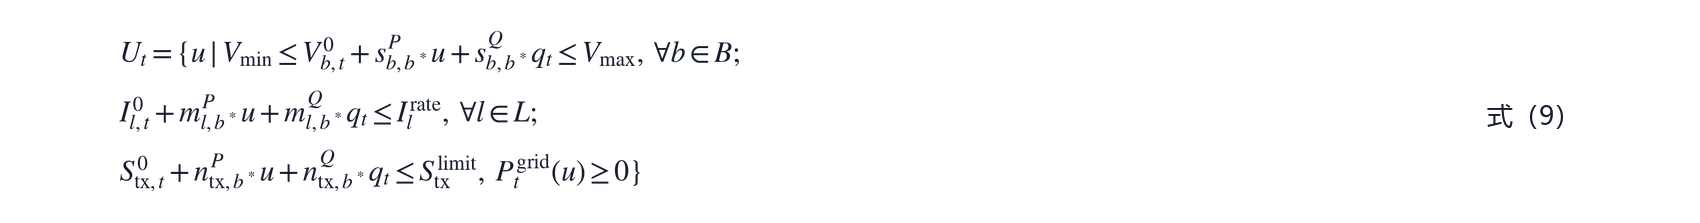 U_t = {u | V_min ≤ V^0_{b,t} + s^P_{b,b*} u + s^Q_{b,b*} q_t ≤ V_max, ∀b ∈ B;
I^0_{l,t} + m^P_{l,b*} u + m^Q_{l,b*} q_t ≤ I^rate_l, ∀l ∈ L;
式 (9)
S^0_{tx,t} + n^P_{tx,b*} u + n^Q_{tx,b*} q_t ≤ S^limit_tx, P^grid_t(u) ≥ 0}